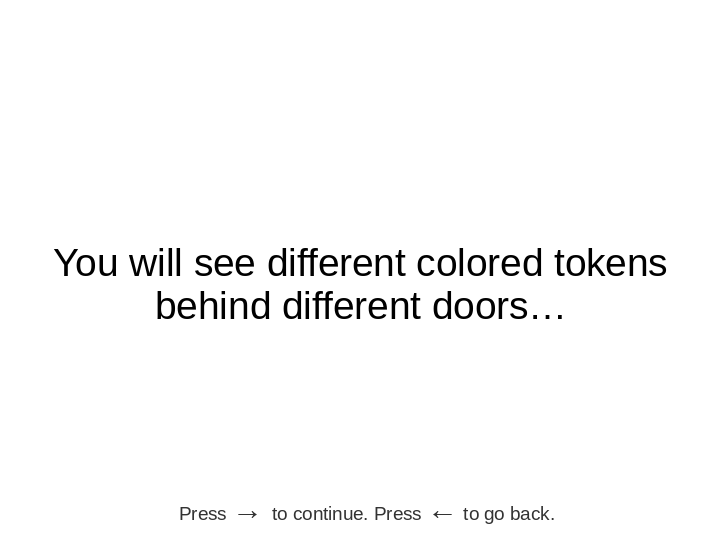 You will see different colored tokens
behind different doors…
Press → to continue. Press ← to go back.